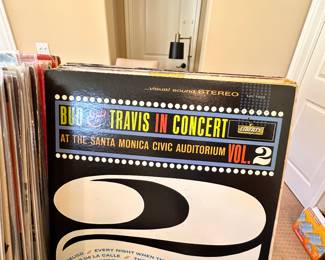 ...visual sound STEREO
BUD & TRAVIS IN CONCERT
LIBERTY
AT THE SANTA MONICA CIVIC AUDITORIUM VOL. 2
2
EVERY NIGHT WHEN THE
DE LA CALLE